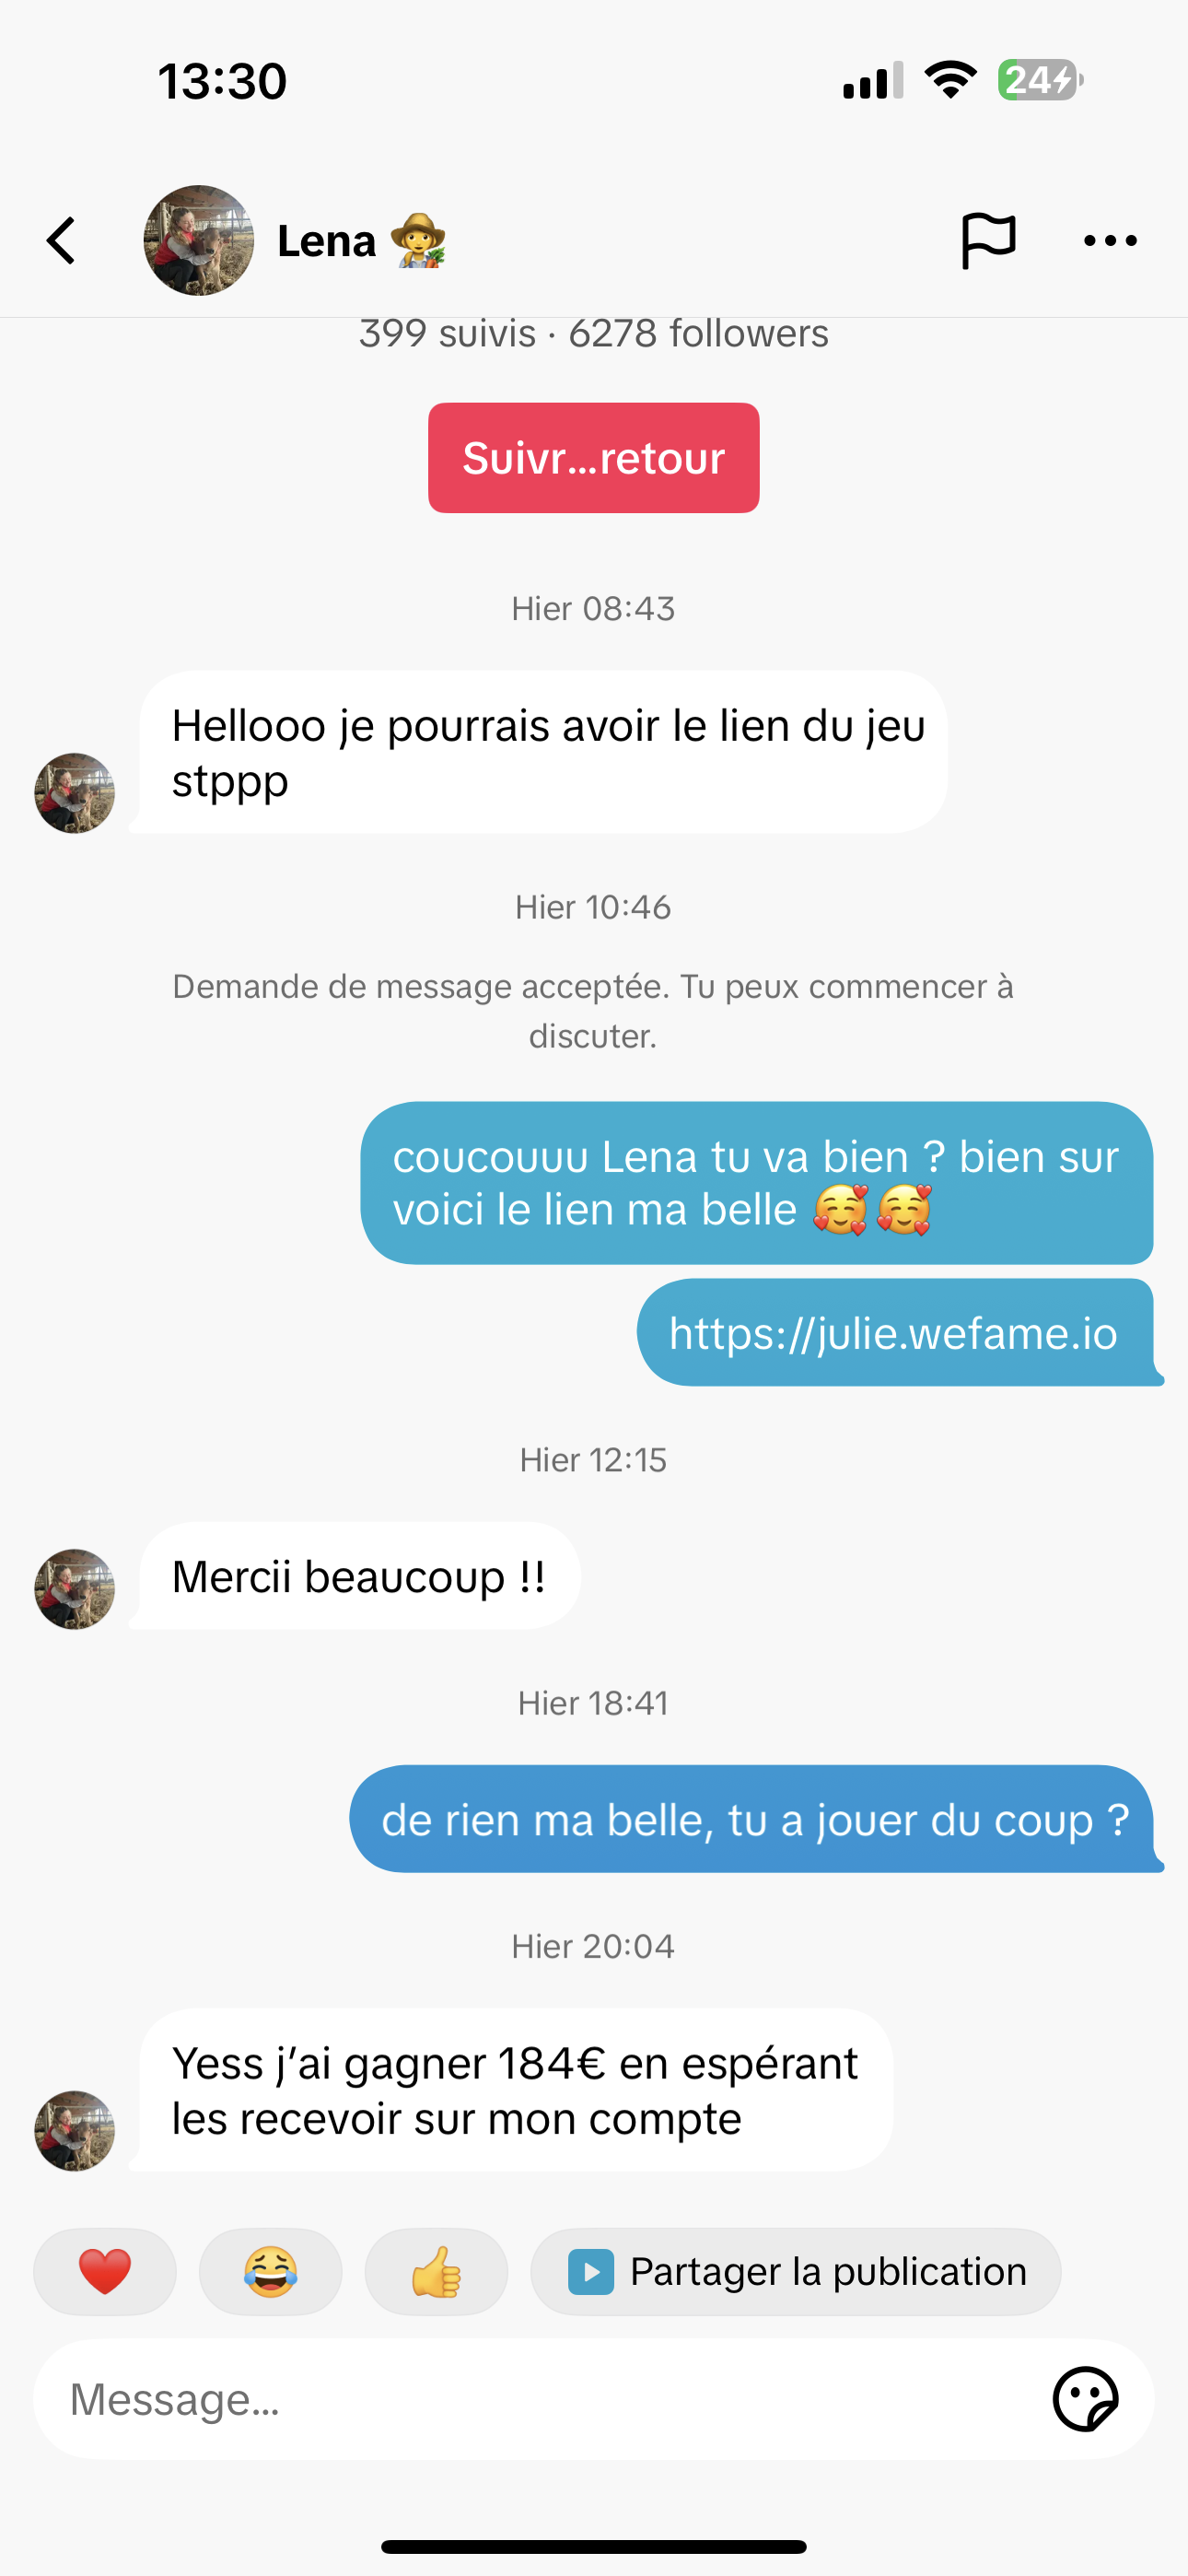 13:30
24
Lena
399 suivis · 6278 followers
Suivr...retour
Hier 08:43
Hellooo je pourrais avoir le lien du jeu
stppp
Hier 10:46
Demande de message acceptée. Tu peux commencer à
discuter.
coucouuu Lena tu va bien ? bien sur
voici le lien ma belle 🥰 🥰
https://julie.wefame.io
Hier 12:15
Mercii beaucoup !!
Hier 18:41
de rien ma belle, tu a jouer du coup ?
Hier 20:04
Yess j’ai gagner 184€ en espérant
les recevoir sur mon compte
Partager la publication
Message...